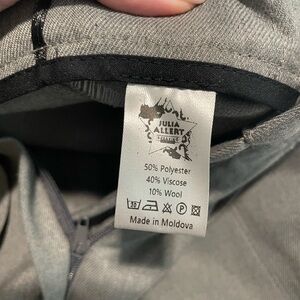 JULIA
ALLERT
50% Polyester
40% Viscose
10% Wool
Made in Moldova